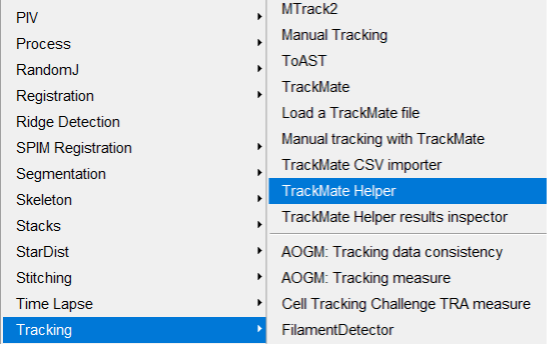 PIV
Process
RandomJ
Registration
Ridge Detection
SPIM Registration
Segmentation
Skeleton
Stacks
StarDist
Stitching
Time Lapse
Tracking
MTrack2
Manual Tracking
ToAST
TrackMate
Load a TrackMate file
Manual tracking with TrackMate
TrackMate CSV importer
TrackMate Helper
TrackMate Helper results inspector
AOGM: Tracking data consistency
AOGM: Tracking measure
Cell Tracking Challenge TRA measure
FilamentDetector